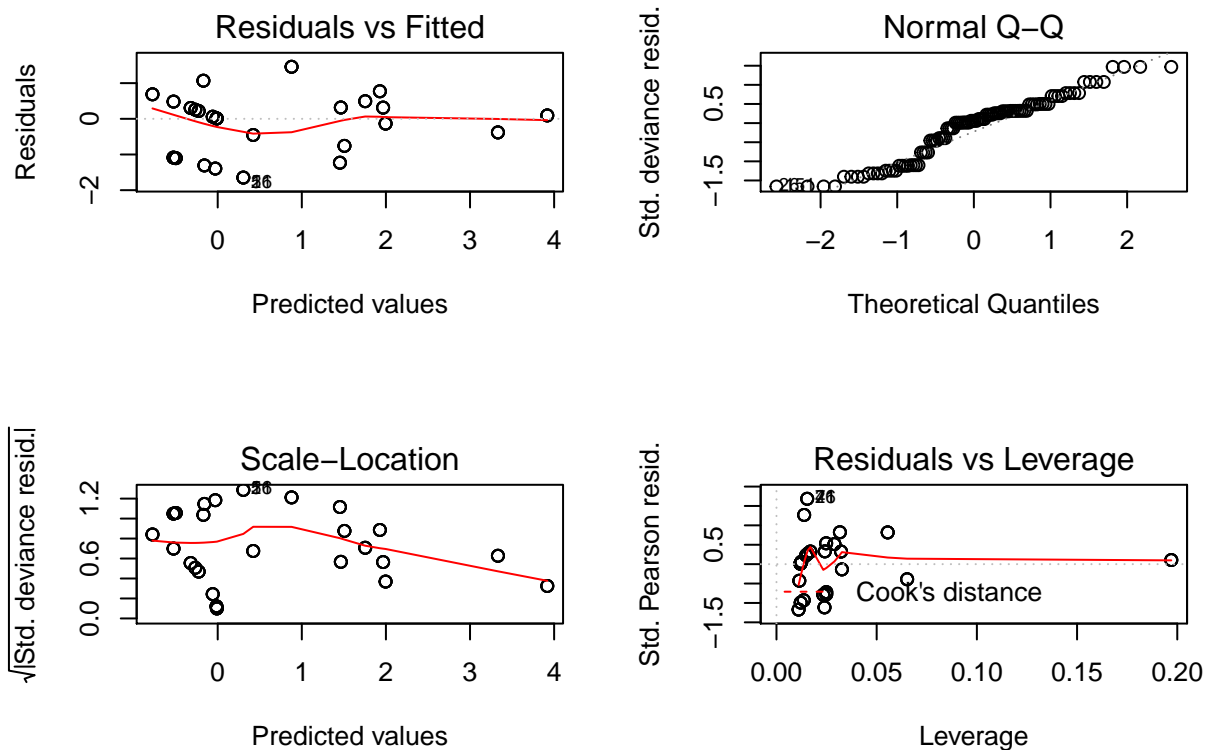 Residuals vs Fitted
Residuals
0
−2
0 1 2 3 4
Predicted values
Normal Q−Q
Std. deviance resid.
0.5
−1.5
−2 −1 0 1 2
Theoretical Quantiles
Scale−Location
√|Std. deviance resid.|
1.2
0.6
0.0
0 1 2 3 4
Predicted values
Residuals vs Leverage
Std. Pearson resid.
0.5
−1.5
Cook's distance
0.00 0.05 0.10 0.15 0.20
Leverage